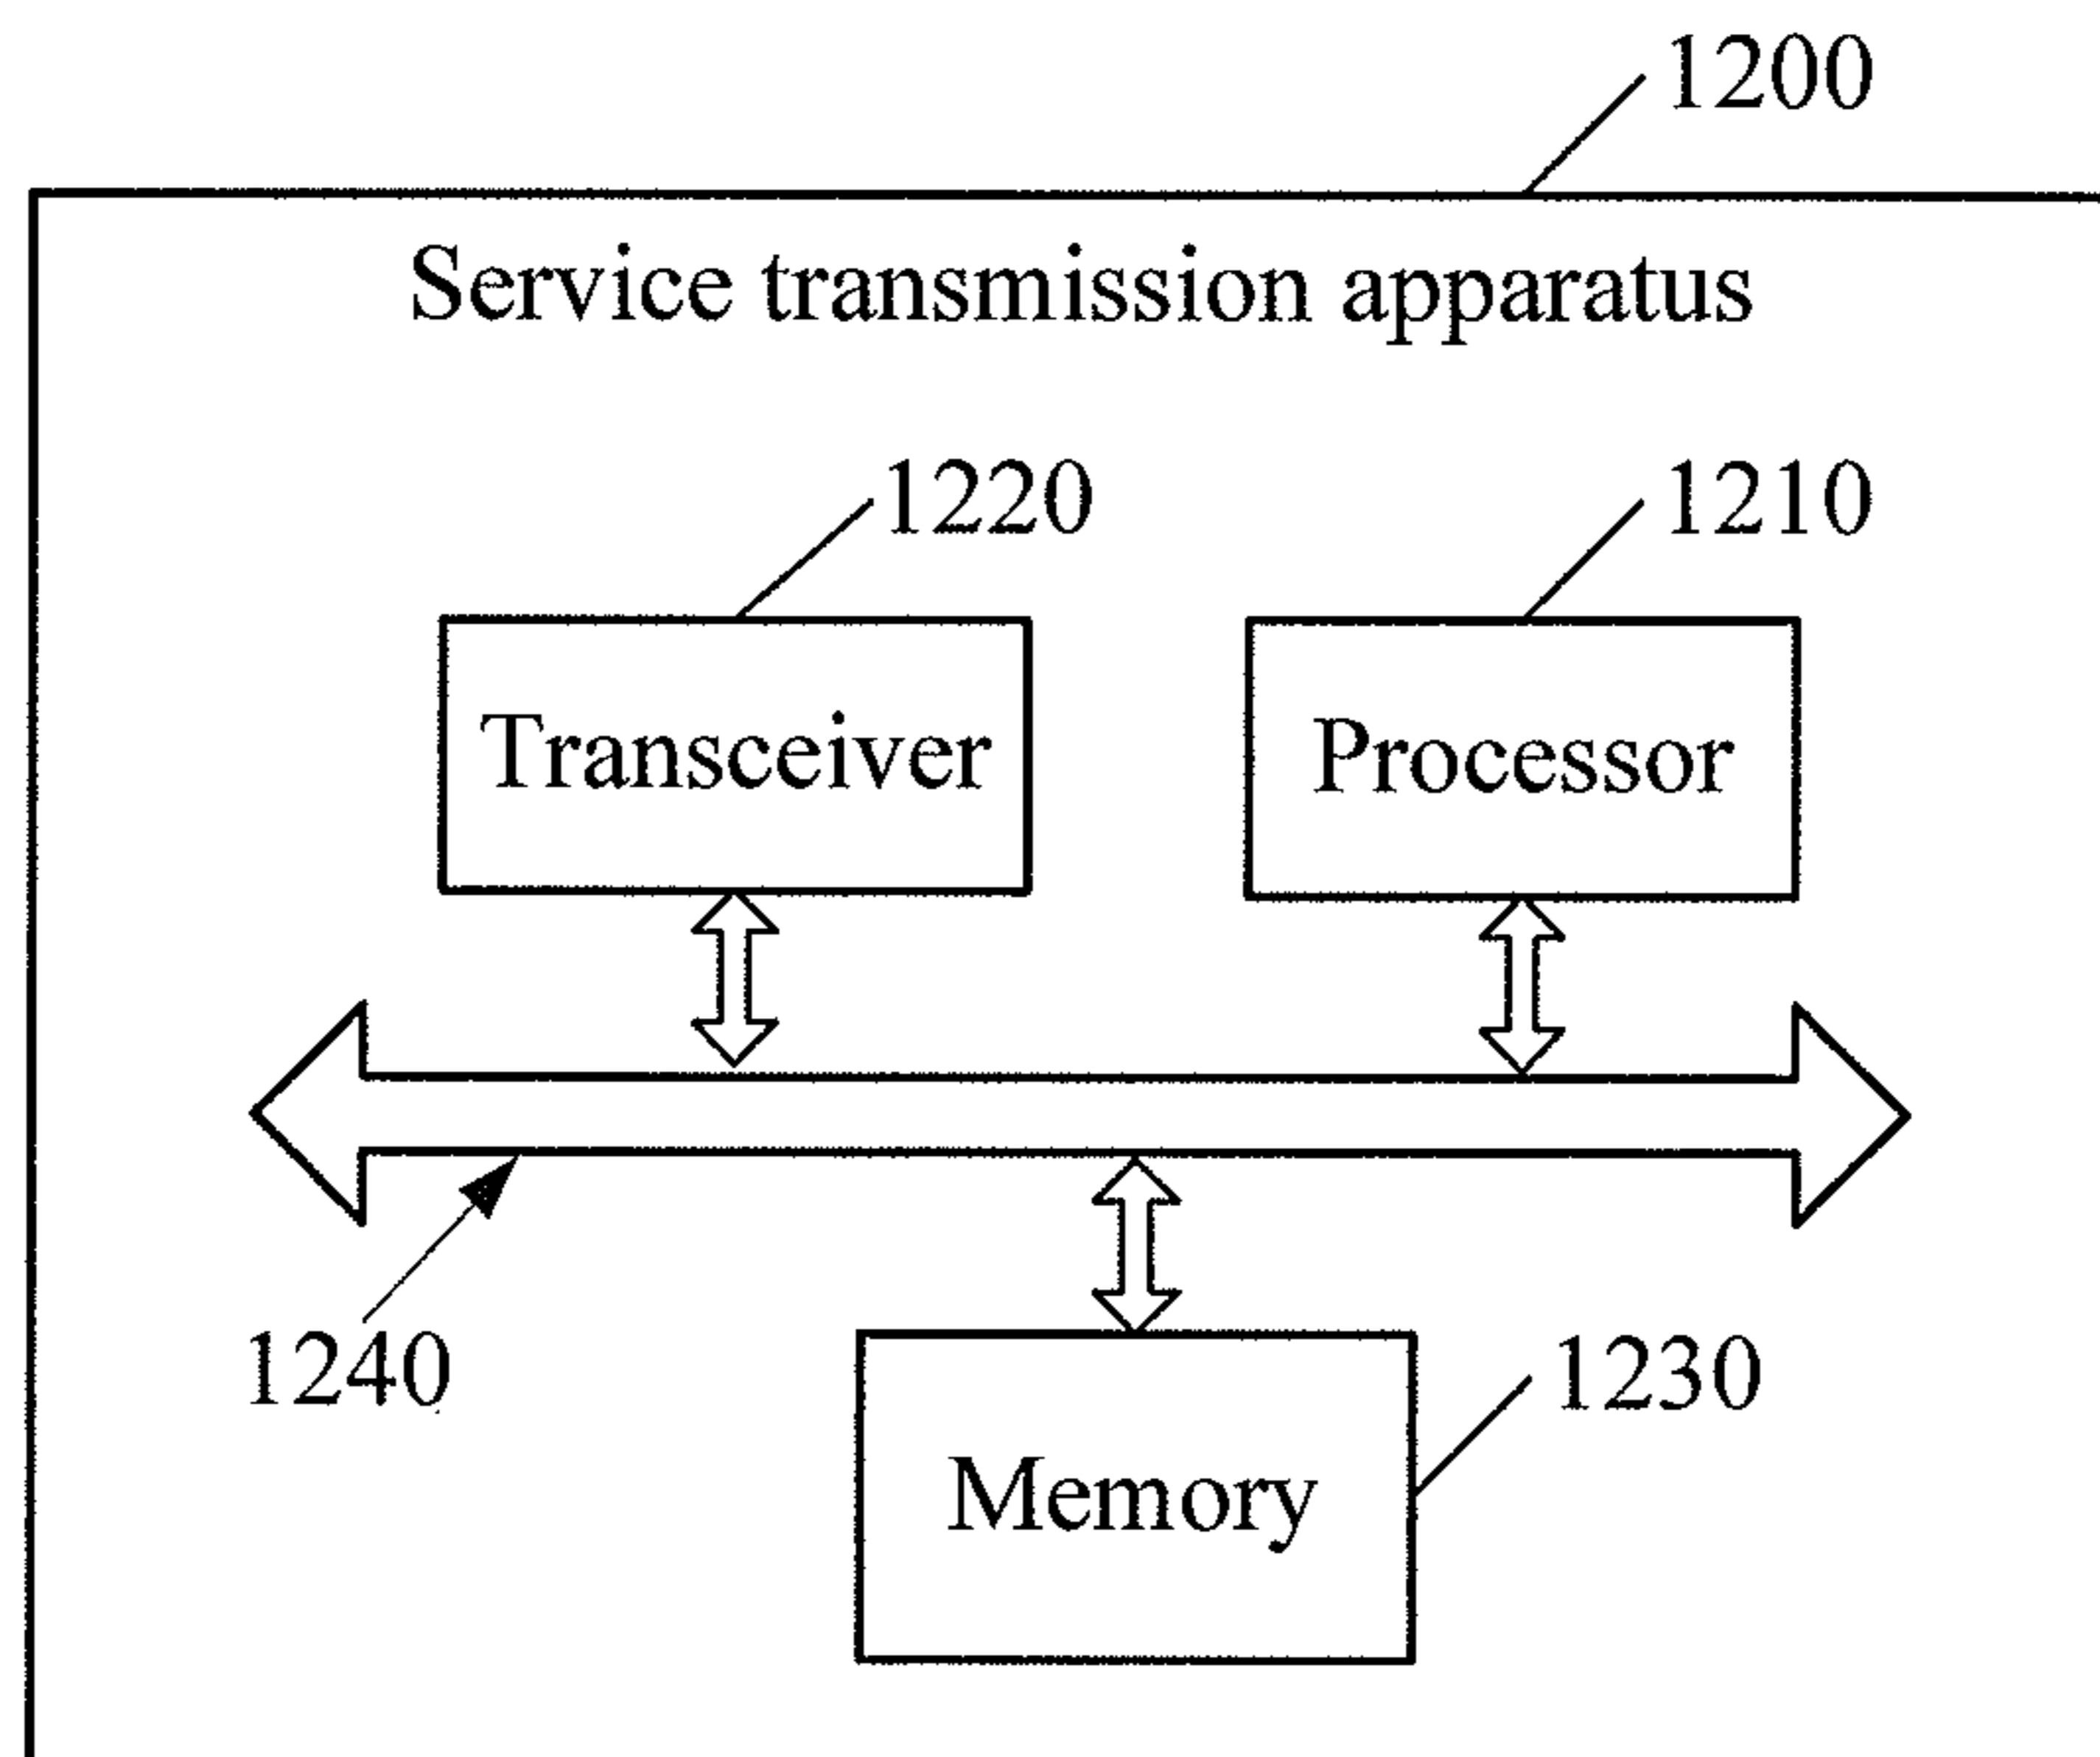 1200
Service transmission apparatus
1220
1210
Transceiver
Processor
1240
1230
Memory